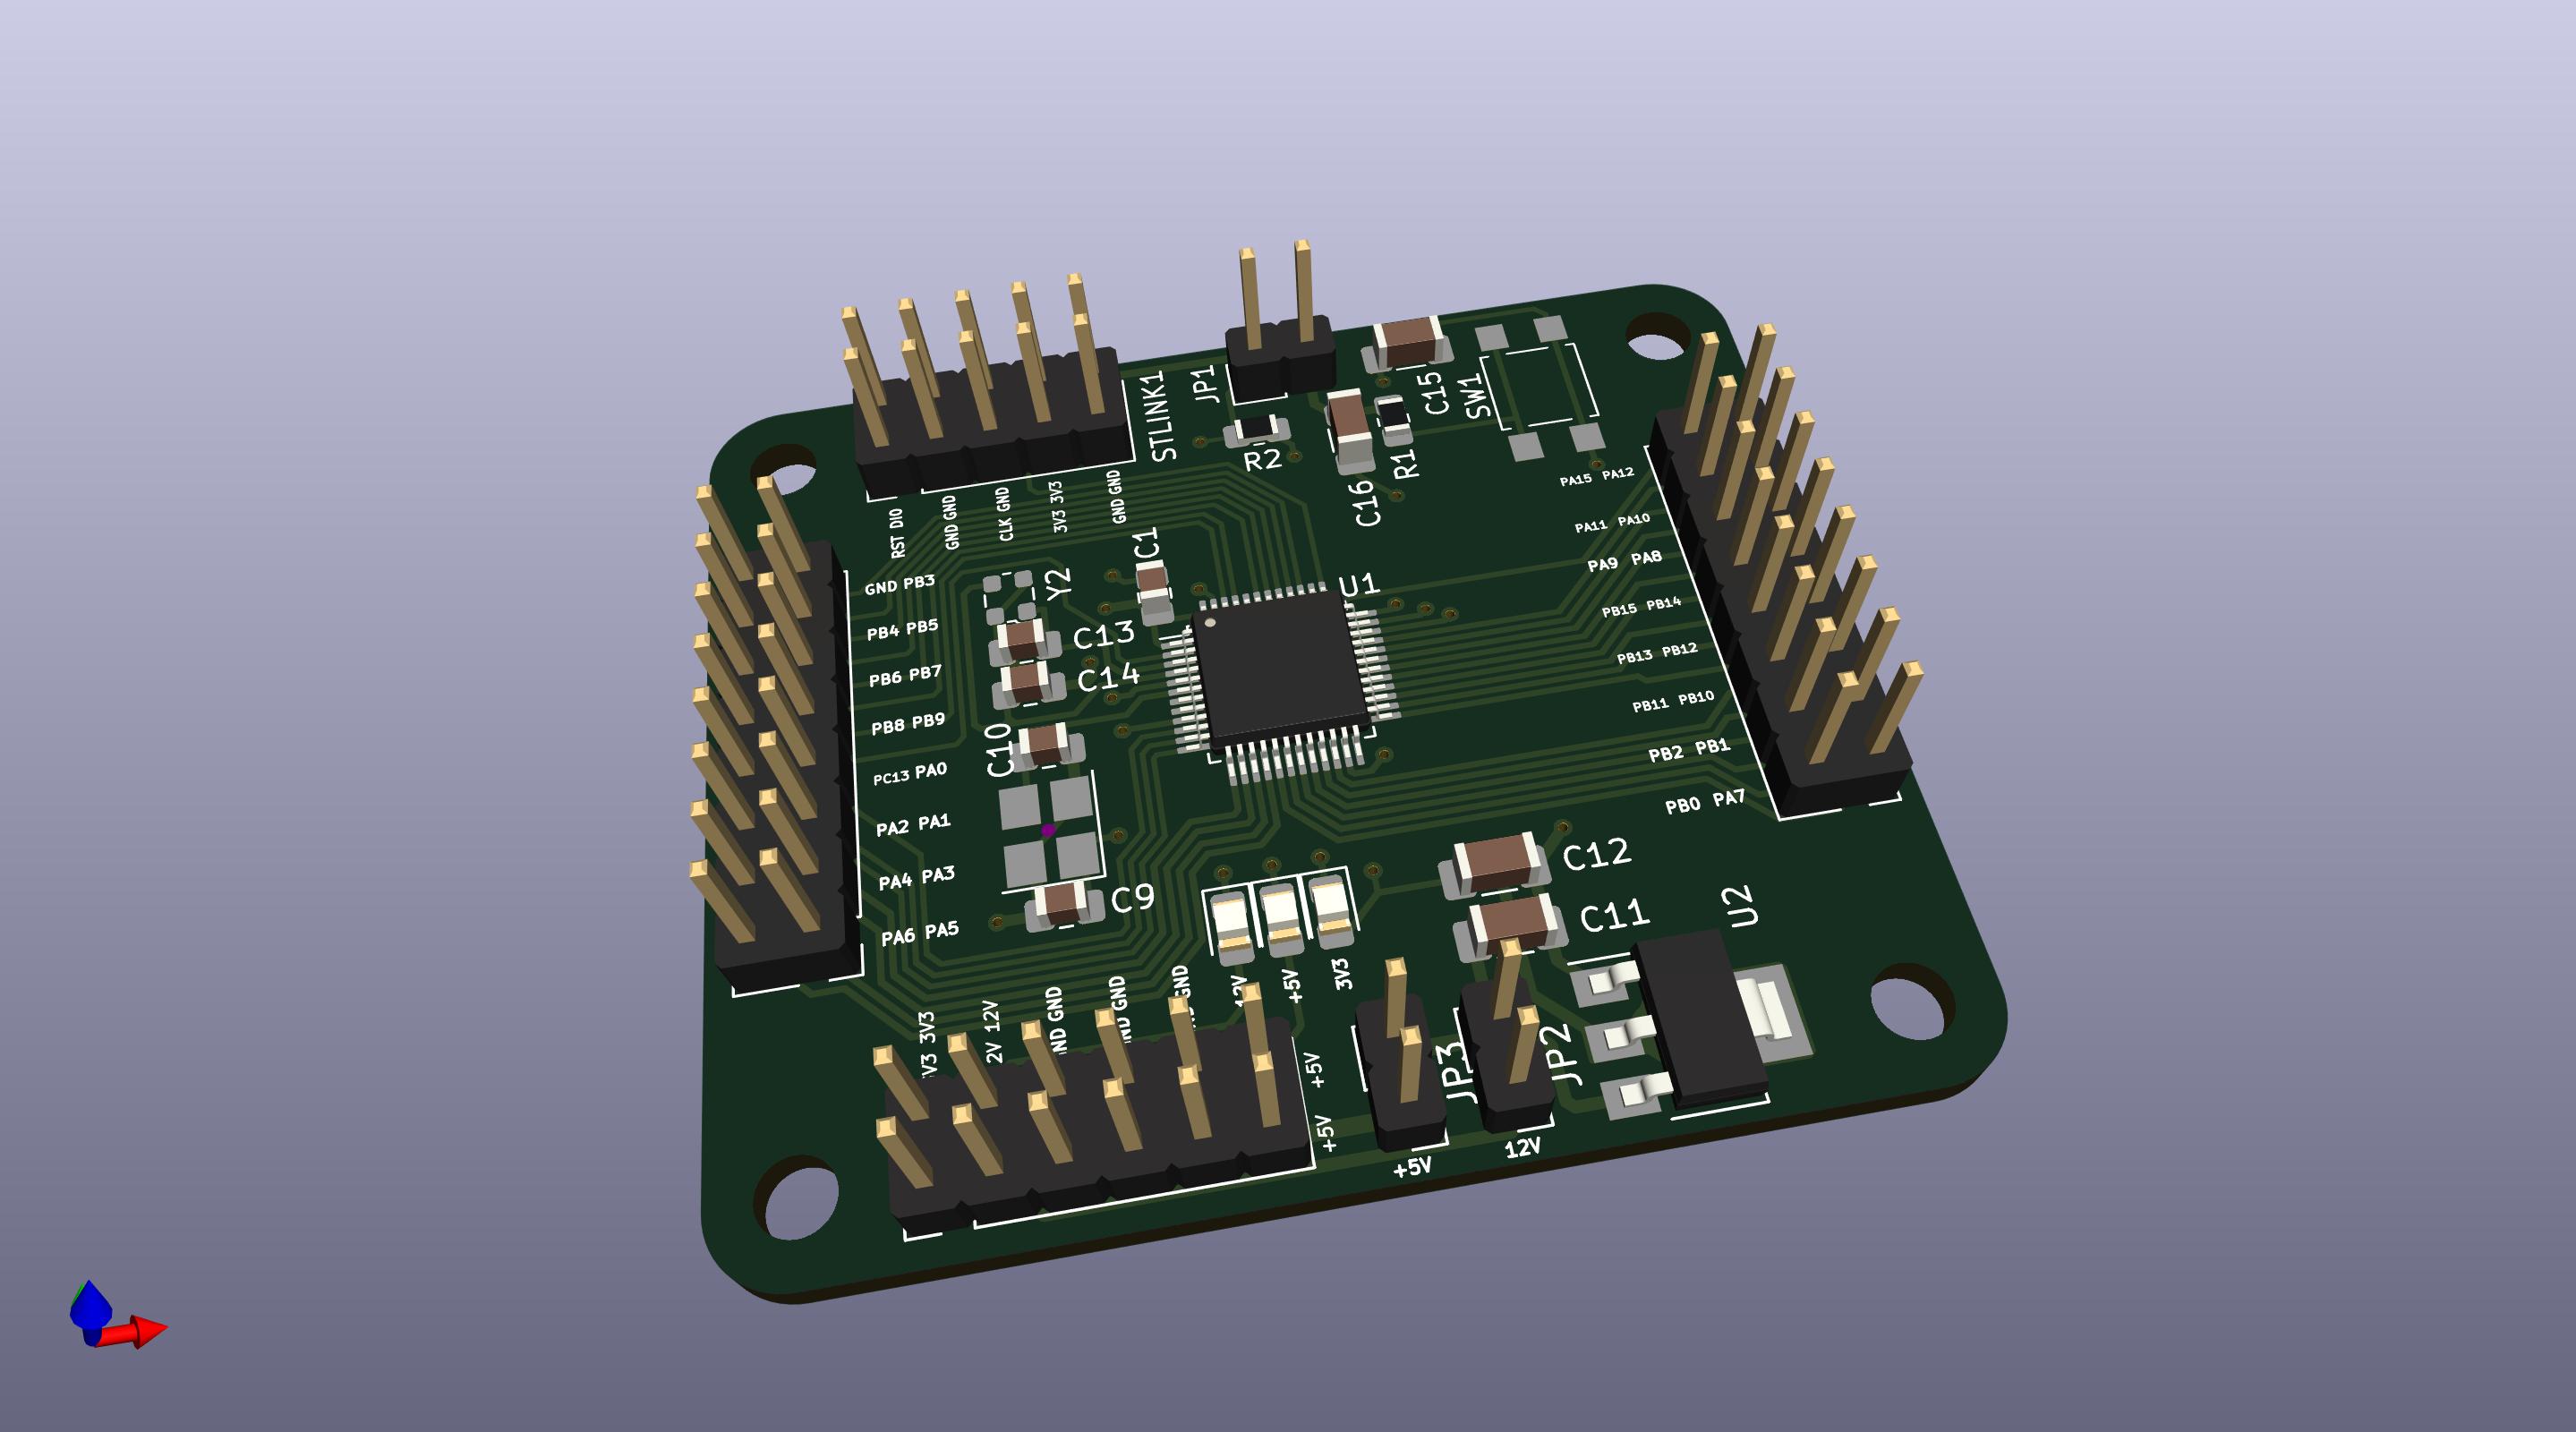 STLINK1
JP1
R2
C15
C16
R1
SW1
RST DIO
GND GND
CLK GND
3V3 3V3
GND GND
C1
Y2
C13
C14
U1
C10
C9
GND PB3
PB4 PB5
PB6 PB7
PB8 PB9
PC13 PA0
PA2 PA1
PA4 PA3
PA6 PA5
PA15 PA12
PA11 PA10
PA9 PA8
PB15 PB14
PB13 PB12
PB11 PB10
PB2 PB1
PB0 PA7
C12
C11
U2
+5V
3V3
3V3
12V
GND
GND
GND
+5V
+5V
JP3
JP2
+5V
12V